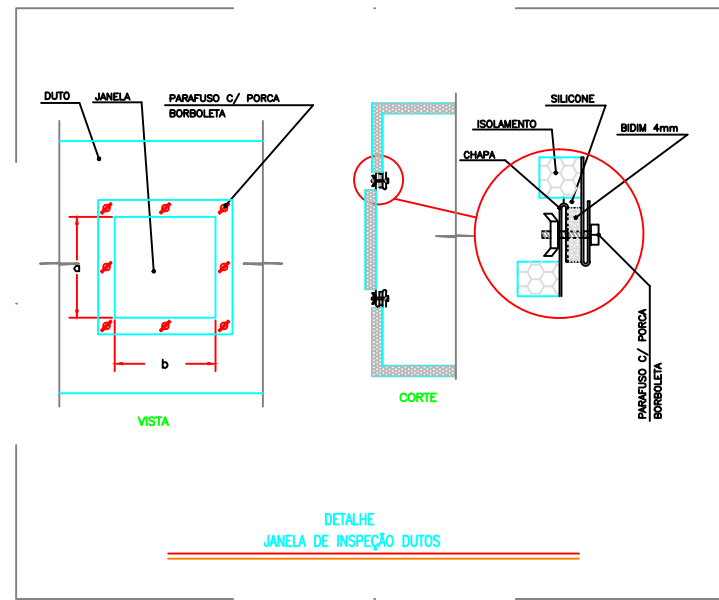 DUTO
JANELA
PARAFUSO C/ PORCA
BORBOLETA
a
b
VISTA
SILICONE
ISOLAMENTO
BIDIM 4mm
CHAPA
PARAFUSO C/ PORCA
BORBOLETA
CORTE
DETALHE
JANELA DE INSPEÇÃO DUTOS